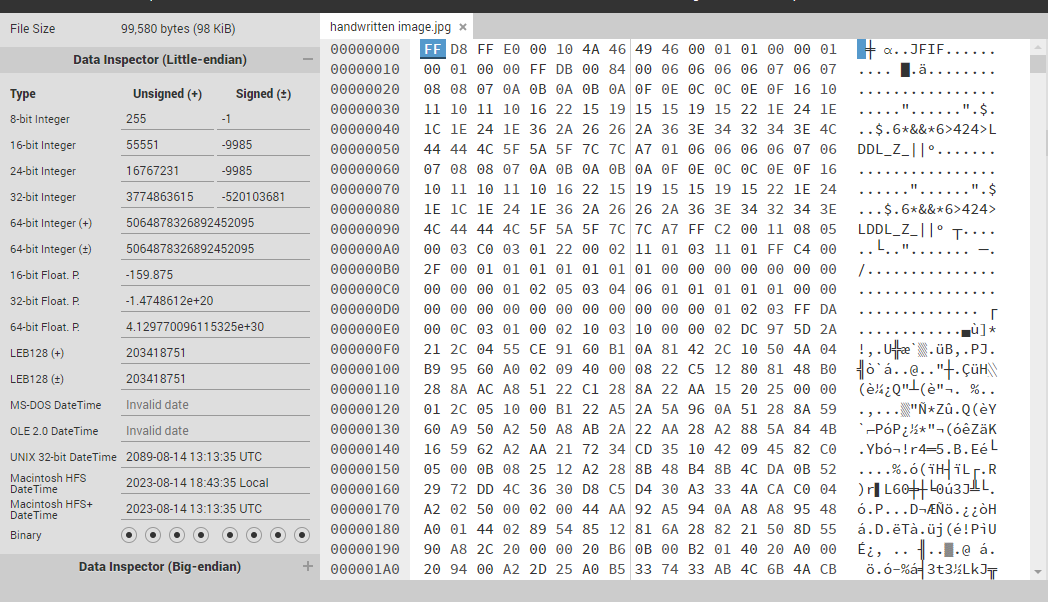 File Size 99,580 bytes (98 KiB)
Data Inspector (Little-endian)
Type Unsigned (+) Signed (±)
8-bit Integer 255 -1
16-bit Integer 55551 -9985
24-bit Integer 16767231 -9985
32-bit Integer 3774863615 -520103681
64-bit Integer (+) 5064878326892452095
64-bit Integer (±) 5064878326892452095
16-bit Float. P. -159.875
32-bit Float. P. -1.4748612e+20
64-bit Float. P. 4.129770096115325e+30
LEB128 (+) 203418751
LEB128 (±) 203418751
MS-DOS DateTime Invalid date
OLE 2.0 DateTime Invalid date
UNIX 32-bit DateTime 2089-08-14 13:13:35 UTC
Macintosh HFS DateTime 2023-08-14 18:43:35 Local
Macintosh HFS+ DateTime 2023-08-14 13:13:35 UTC
Binary
Data Inspector (Big-endian)
handwritten image.jpg
00000000 FF D8 FF E0 00 10 4A 46 49 46 00 01 01 00 00 01 ╪ α..JFIF......
00000010 00 01 00 00 FF DB 00 84 00 06 06 06 06 07 06 07 .... █.ä........
00000020 08 08 07 0A 0B 0A 0B 0A 0F 0E 0C 0C 0E 0F 16 10 ................
00000030 11 10 11 10 16 22 15 19 15 15 19 15 22 1E 24 1E ....."......".$.
00000040 1C 1E 24 1E 36 2A 26 26 2A 36 3E 34 32 34 3E 4C ..$.6*&&*6>424>L
00000050 44 44 4C 5F 5A 5F 7C 7C A7 01 06 06 06 06 07 06 DDL_Z_||º.......
00000060 07 08 08 07 0A 0B 0A 0B 0A 0F 0E 0C 0C 0E 0F 16 ................
00000070 10 11 10 11 10 16 22 15 19 15 15 19 15 22 1E 24 ......"......".$
00000080 1E 1C 1E 24 1E 36 2A 26 26 2A 36 3E 34 32 34 3E ...$.6*&&*6>424>
00000090 4C 44 44 4C 5F 5A 5F 7C 7C A7 FF C2 00 11 08 05 LDDL_Z_||º ┬....
000000A0 00 03 C0 03 01 22 00 02 11 01 03 11 01 FF C4 00 ..└.."....... ─.
000000B0 2F 00 01 01 01 01 01 01 01 00 00 00 00 00 00 00 /...............
000000C0 00 00 00 01 02 05 03 04 06 01 01 01 01 01 00 00 ................
000000D0 00 00 00 00 00 00 00 00 00 00 00 01 02 03 FF DA .............. ┌
000000E0 00 0C 03 01 00 02 10 03 10 00 00 02 DC 97 5D 2A ............▄ù]*
000000F0 21 2C 04 55 CE 91 60 B1 0A 81 42 2C 10 50 4A 04 !,.U╬æ`▒.üB,.PJ.
00000100 B9 95 60 A0 02 09 40 00 08 22 C5 12 80 81 48 B0 ╣ò`á..@.."┼.ÇüH░
00000110 28 8A AC A8 51 22 C1 28 8A 22 AA 15 20 25 00 00 (è¼¿Q"┴(è"¬. %..
00000120 01 2C 05 10 00 B1 22 A5 2A 5A 96 0A 51 28 8A 59 .,...▒"Ñ*Zû.Q(èY
00000130 60 A9 50 A2 50 A8 AB 2A 22 AA 28 A2 88 5A 84 4B `⌐PóP¿½*"¬(óêZäK
00000140 16 59 62 A2 AA 21 72 34 CD 35 10 42 09 45 82 C0 .Ybó¬!r4═5.B.Eé└
00000150 05 00 0B 08 25 12 A2 28 8B 48 B4 8B 4C DA 0B 52 ....%.ó(ïH┤ïL┌.R
00000160 29 72 DD 4C 36 30 D8 C5 D4 30 A3 33 4A CA C0 04 )r▌L60╪┼╘0ú3J╩└.
00000170 A2 02 50 00 02 00 44 AA 92 A5 94 0A A8 A8 95 48 ó.P...D¬ÆÑö.¿¿òH
00000180 A0 01 44 02 89 54 85 12 81 6A 28 82 21 50 8D 55 á.D.ëTà.üj(é!PìU
00000190 90 A8 2C 20 00 00 20 B6 0B 00 B2 01 40 20 A0 00 É¿, .. ╢..▓.@ á.
000001A0 20 94 00 A2 2D 25 A0 B5 33 74 33 AB 4C 6B 4A CB ö.ó-%á╡3t3½LkJ╦